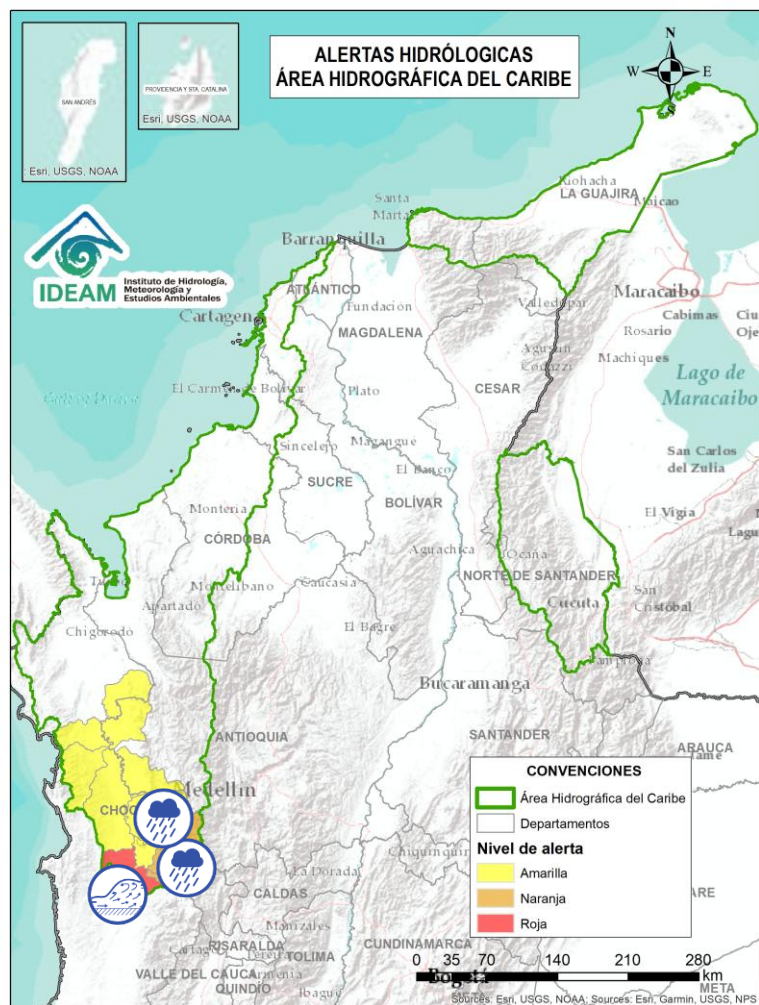 ALERTAS HIDRÓLOGICAS
ÁREA HIDROGRÁFICA DEL CARIBE
N
W
E
S
SAN ANDRÉS
Esri, USGS, NOAA
PROVIDENCIA Y STA. CATALINA
Esri, USGS, NOAA
IDEAM
Instituto de Hidrología,
Meteorología y
Estudios Ambientales
Riohacha
LA GUAJIRA
Maicao
Santa
Marta
Barranquilla
ATLÁNTICO
Cartagena
Fundación
MAGDALENA
Valledupar
Maracaibo
Cabimas
Rosario
Machiques
Agustín
Codazzi
Lago de
Maracaibo
El Carmen de Bolívar
Plato
CESAR
Sincelejo
Magangué
SUCRE
El Banco
BOLÍVAR
San Carlos
del Zulia
El Vigía
Montería
CÓRDOBA
Aguachica
Ocaña
NORTE DE SANTANDER
Cúcuta
San
Cristóbal
Apartadó
Montelíbano
Caucasia
Chigorodó
El Bagre
Pamplona
Bucaramanga
ANTIOQUIA
SANTANDER
ARAUCA
Medellín
La Dorada
CALDAS
Manizales
RISARALDA
Pereira
TOLIMA
CUNDINAMARCA
VALLE DEL CAUCA
Armenia
QUINDÍO
Ibagué
Bogotá
META
CONVENCIONES
Área Hidrográfica del Caribe
Departamentos
Nivel de alerta
Amarilla
Naranja
Roja
0 35 70 140 210 280
km
Sources: Esri, USGS, NOAA; Sources: Esri, Garmin, USGS, NPS